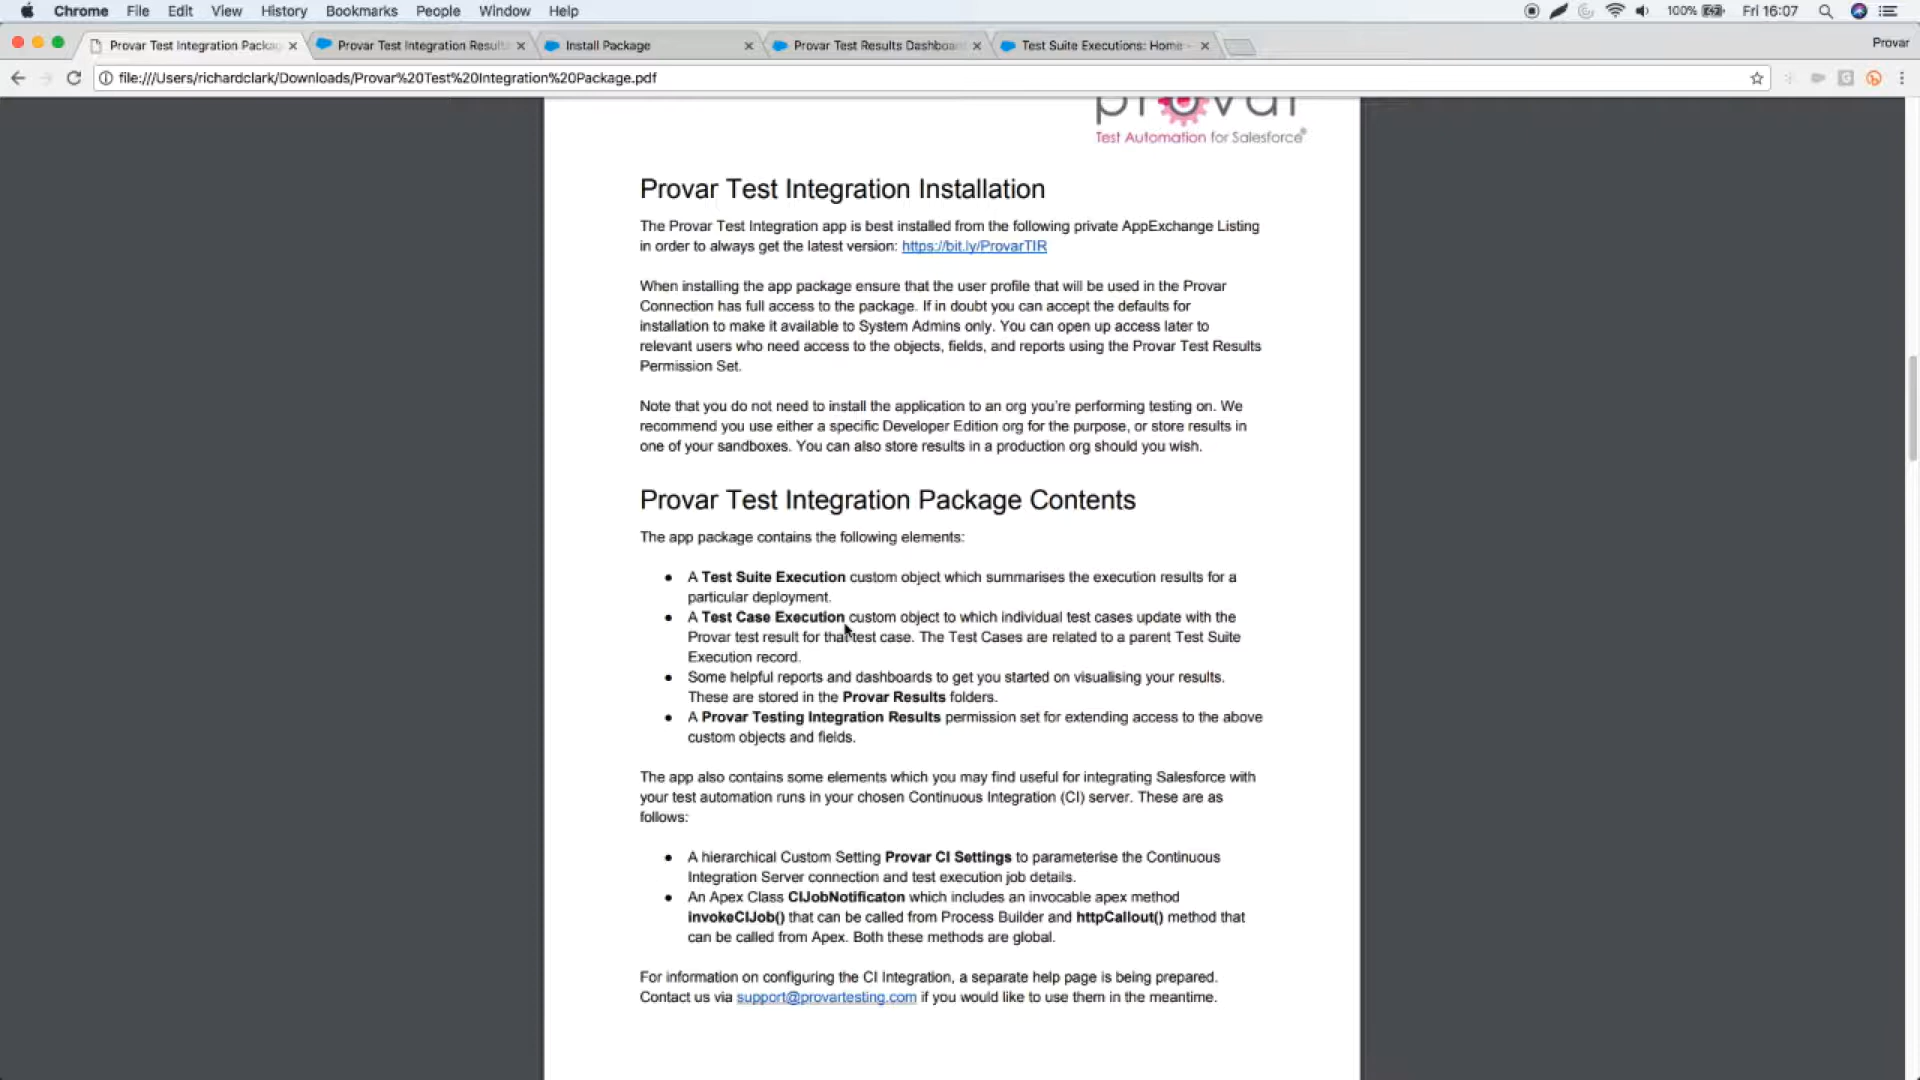 Chrome File Edit View History Bookmarks People Window Help 100% Fri 16:07
Provar Test Integration Packa Provar Test Integration Result Install Package Provar Test Results Dashboar Test Suite Executions: Home - Provar
file:///Users/richardclark/Downloads/Provar%20Test%20Integration%20Package.pdf
provar
Test Automation for Salesforce®
Provar Test Integration Installation
The Provar Test Integration app is best installed from the following private AppExchange Listing
in order to always get the latest version: https://bit.ly/ProvarTIR
When installing the app package ensure that the user profile that will be used in the Provar
Connection has full access to the package. If in doubt you can accept the defaults for
installation to make it available to System Admins only. You can open up access later to
relevant users who need access to the objects, fields, and reports using the Provar Test Results
Permission Set.
Note that you do not need to install the application to an org you're performing testing on. We
recommend you use either a specific Developer Edition org for the purpose, or store results in
one of your sandboxes. You can also store results in a production org should you wish.
Provar Test Integration Package Contents
The app package contains the following elements:
● A Test Suite Execution custom object which summarises the execution results for a
particular deployment.
● A Test Case Execution custom object to which individual test cases update with the
Provar test result for that test case. The Test Cases are related to a parent Test Suite
Execution record.
● Some helpful reports and dashboards to get you started on visualising your results.
These are stored in the Provar Results folders.
● A Provar Testing Integration Results permission set for extending access to the above
custom objects and fields.
The app also contains some elements which you may find useful for integrating Salesforce with
your test automation runs in your chosen Continuous Integration (CI) server. These are as
follows:
● A hierarchical Custom Setting Provar CI Settings to parameterise the Continuous
Integration Server connection and test execution job details.
● An Apex Class CIJobNotificaton which includes an invocable apex method
invokeCIJob() that can be called from Process Builder and httpCallout() method that
can be called from Apex. Both these methods are global.
For information on configuring the CI Integration, a separate help page is being prepared.
Contact us via support@provartesting.com if you would like to use them in the meantime.